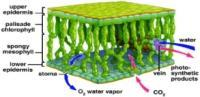 upper
epidermis
palisade
chlorophyll
spongy
mesophyll
lower
epidermis
stoma
O₂ water vapor
CO₂
vein
water
photo-
synthetic
products